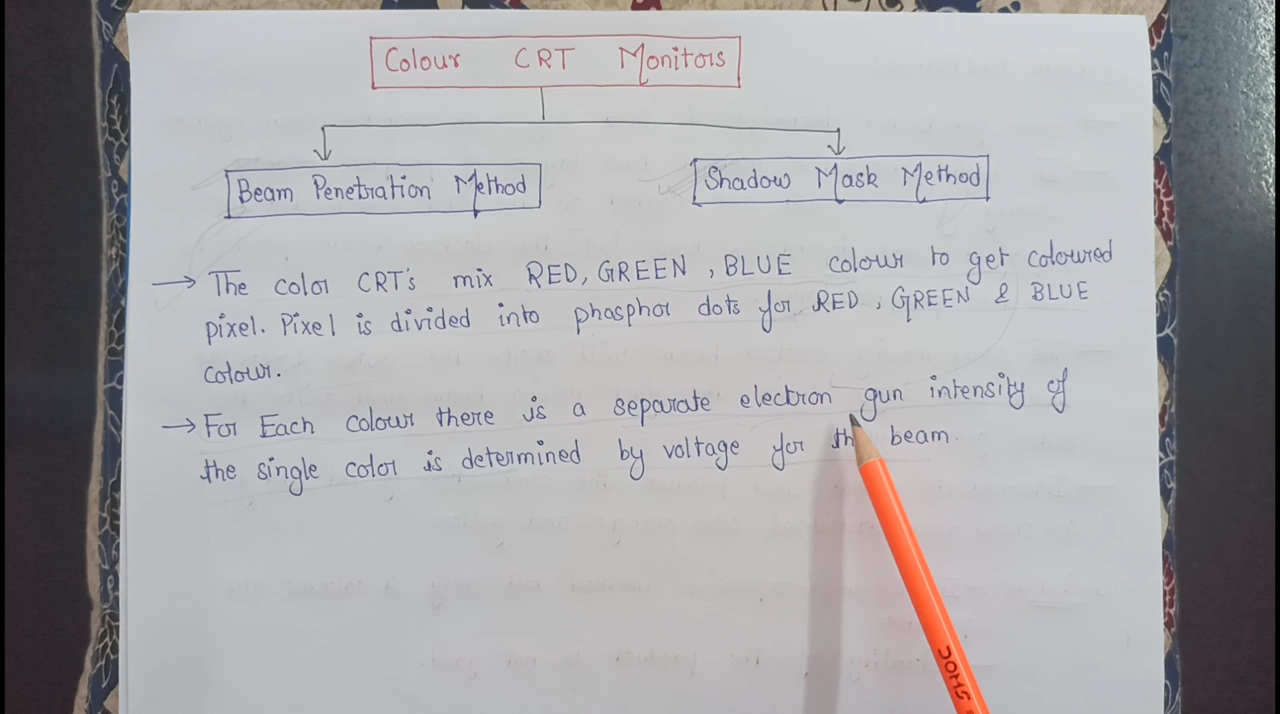 Colour CRT Monitors
Beam Penetration Method
Shadow Mask Method
→ The color CRT's mix RED, GREEN, BLUE colour to get coloured
pixel. Pixel is divided into phosphor dots for RED, GREEN & BLUE
colour.
→ For Each colour there is a separate electron gun intensity of
the single color is determined by voltage for the beam.